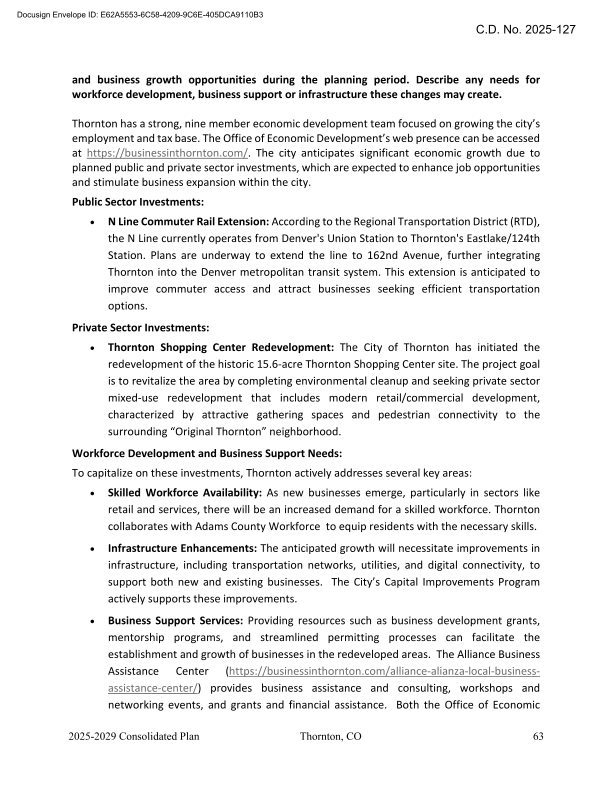 Docusign Envelope ID: E62A5553-6C58-4209-9C6E-405DCA9110B3
C.D. No. 2025-127
and business growth opportunities during the planning period. Describe any needs for
workforce development, business support or infrastructure these changes may create.
Thornton has a strong, nine member economic development team focused on growing the city's
employment and tax base. The Office of Economic Development's web presence can be accessed
at https://businessinthornton.com/. The city anticipates significant economic growth due to
planned public and private sector investments, which are expected to enhance job opportunities
and stimulate business expansion within the city.
Public Sector Investments:
• N Line Commuter Rail Extension: According to the Regional Transportation District (RTD),
the N Line currently operates from Denver's Union Station to Thornton's Eastlake/124th
Station. Plans are underway to extend the line to 162nd Avenue, further integrating
Thornton into the Denver metropolitan transit system. This extension is anticipated to
improve commuter access and attract businesses seeking efficient transportation
options.
Private Sector Investments:
• Thornton Shopping Center Redevelopment: The City of Thornton has initiated the
redevelopment of the historic 15.6-acre Thornton Shopping Center site. The project goal
is to revitalize the area by completing environmental cleanup and seeking private sector
mixed-use redevelopment that includes modern retail/commercial development,
characterized by attractive gathering spaces and pedestrian connectivity to the
surrounding “Original Thornton” neighborhood.
Workforce Development and Business Support Needs:
To capitalize on these investments, Thornton actively addresses several key areas:
• Skilled Workforce Availability: As new businesses emerge, particularly in sectors like
retail and services, there will be an increased demand for a skilled workforce. Thornton
collaborates with Adams County Workforce to equip residents with the necessary skills.
• Infrastructure Enhancements: The anticipated growth will necessitate improvements in
infrastructure, including transportation networks, utilities, and digital connectivity, to
support both new and existing businesses. The City's Capital Improvements Program
actively supports these improvements.
• Business Support Services: Providing resources such as business development grants,
mentorship programs, and streamlined permitting processes can facilitate the
establishment and growth of businesses in the redeveloped areas. The Alliance Business
Assistance Center (https://businessinthornton.com/alliance-alianza-local-business-
assistance-center/) provides business assistance and consulting, workshops and
networking events, and grants and financial assistance. Both the Office of Economic
2025-2029 Consolidated Plan Thornton, CO 63